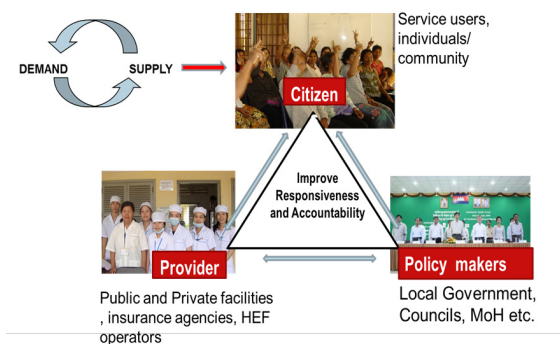 DEMAND
SUPPLY
Service users,
individuals/
community
Citizen
Improve
Responsiveness
and Accountability
Provider
Policy makers
Public and Private facilities
, insurance agencies, HEF
operators
Local Government,
Councils, MoH etc.